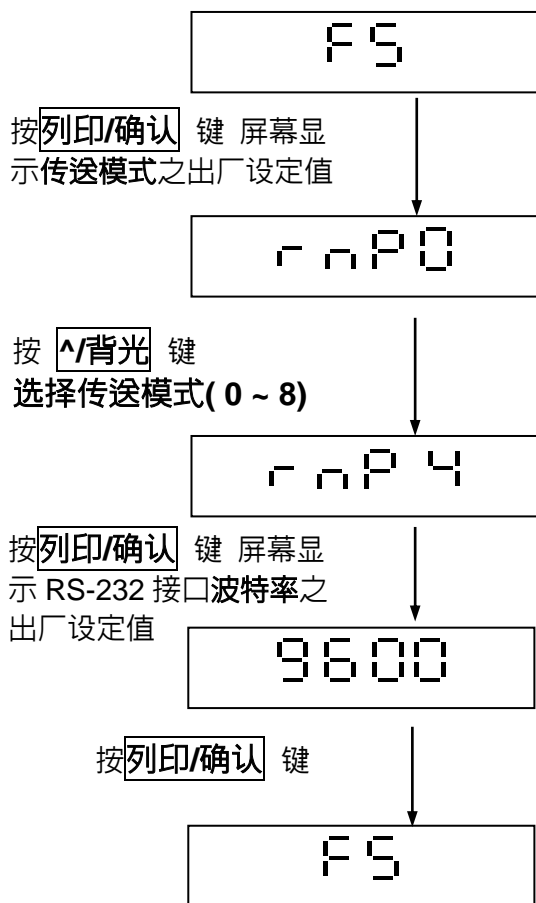 FS
按列印/确认 键 屏幕显
示传送模式之出厂设定值
rnP0
按 ^/背光 键
选择传送模式( 0 ~ 8)
rnP 4
按列印/确认 键 屏幕显
示 RS-232 接口波特率之
出厂设定值
9600
按列印/确认 键
FS